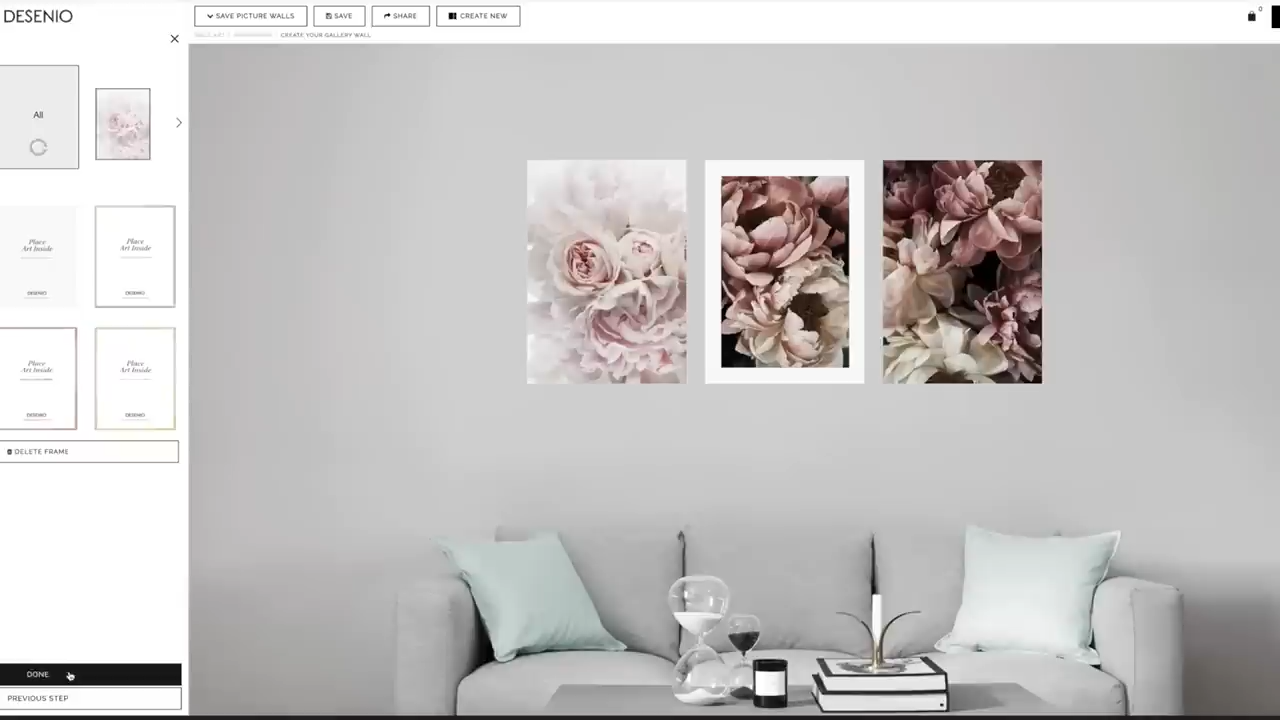 DESENIO
SAVE PICTURE WALLS
SAVE
SHARE
CREATE NEW
0
CREATE YOUR GALLERY WALL
All
Place
Art Inside
DESENIO
Place
Art Inside
DESENIO
Place
Art Inside
DESENIO
Place
Art Inside
DESENIO
DELETE FRAME
DONE
PREVIOUS STEP